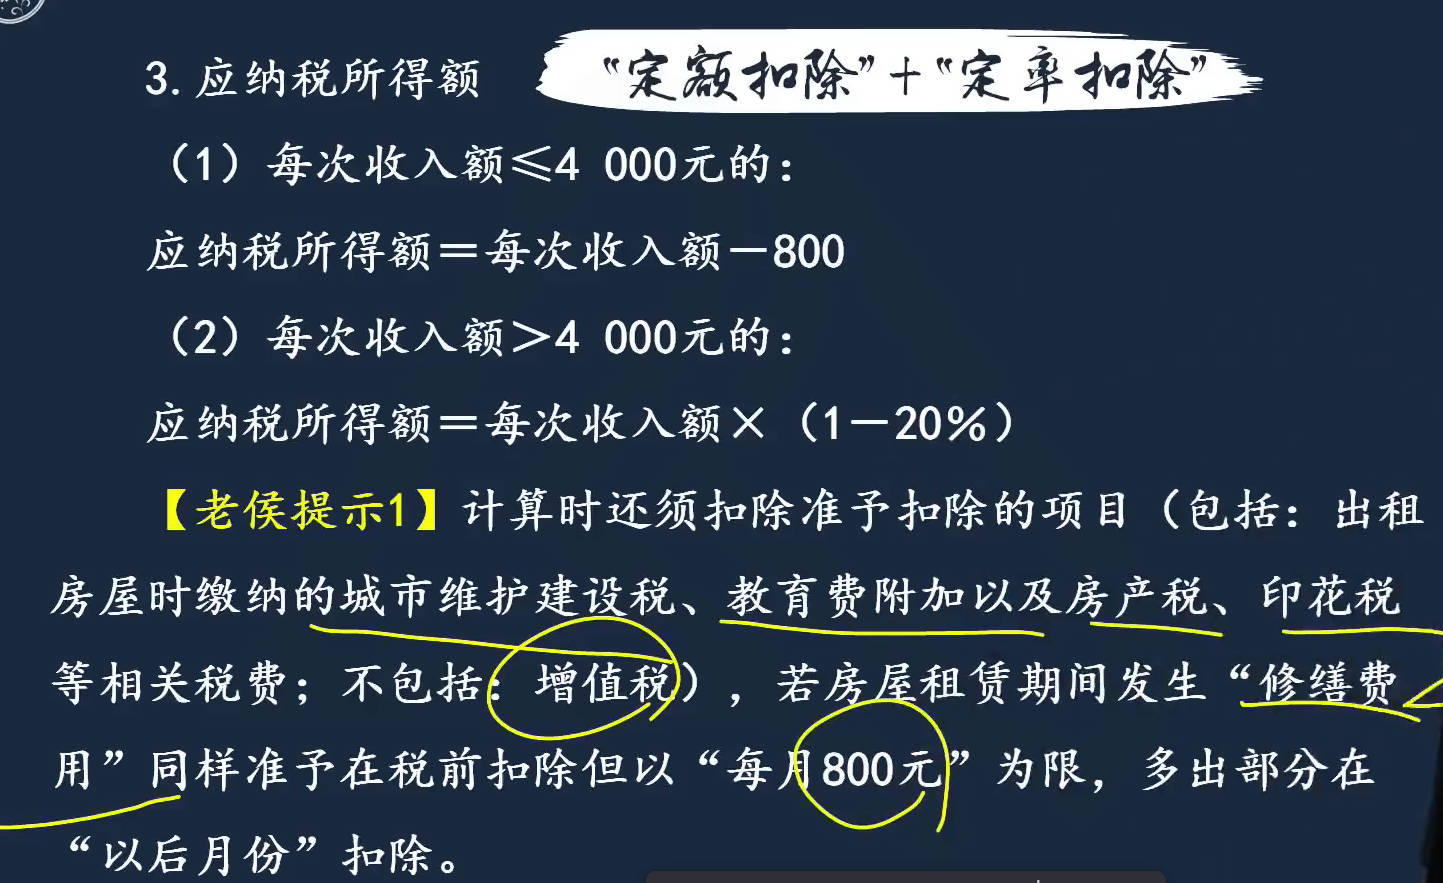 3.应纳税所得额 “定额扣除”+“定率扣除”
（1）每次收入额≤4 000元的：
应纳税所得额＝每次收入额－800
（2）每次收入额＞4 000元的：
应纳税所得额＝每次收入额×（1－20%）
【老侯提示1】计算时还须扣除准予扣除的项目（包括：出租
房屋时缴纳的城市维护建设税、教育费附加以及房产税、印花税
等相关税费；不包括：增值税），若房屋租赁期间发生“修缮费
用”同样准予在税前扣除但以“每月800元”为限，多出部分在
“以后月份”扣除。